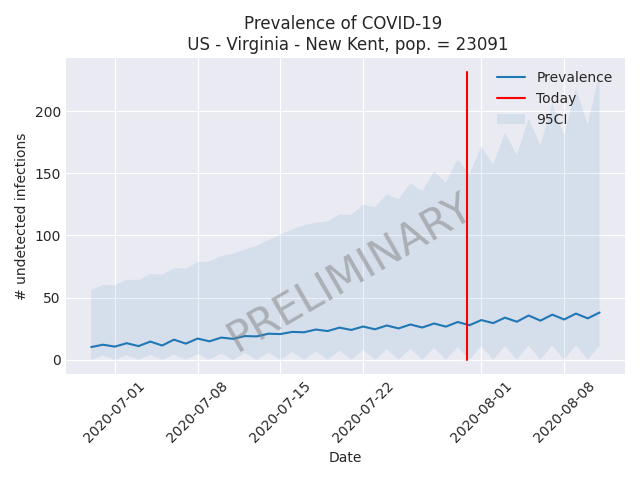 Prevalence of COVID-19
US - Virginia - New Kent, pop. = 23091
Prevalence
Today
95CI
# undetected infections
200
150
100
50
0
PRELIMINARY
2020-07-01
2020-07-08
2020-07-15
2020-07-22
2020-08-01
2020-08-08
Date